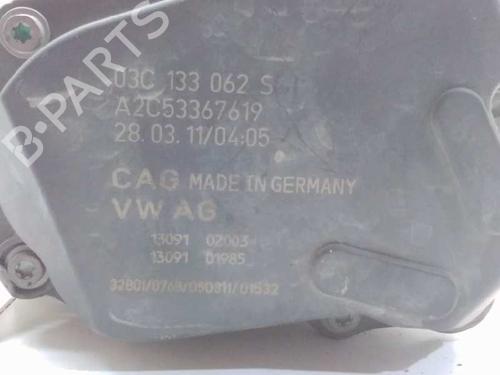 03C 133 062 S
A2C53367619
28.03.11/04:05
CAG MADE IN GERMANY
VW AG
13091 02003
13091 01985
32801/0768/050811/01532
B-PARTS